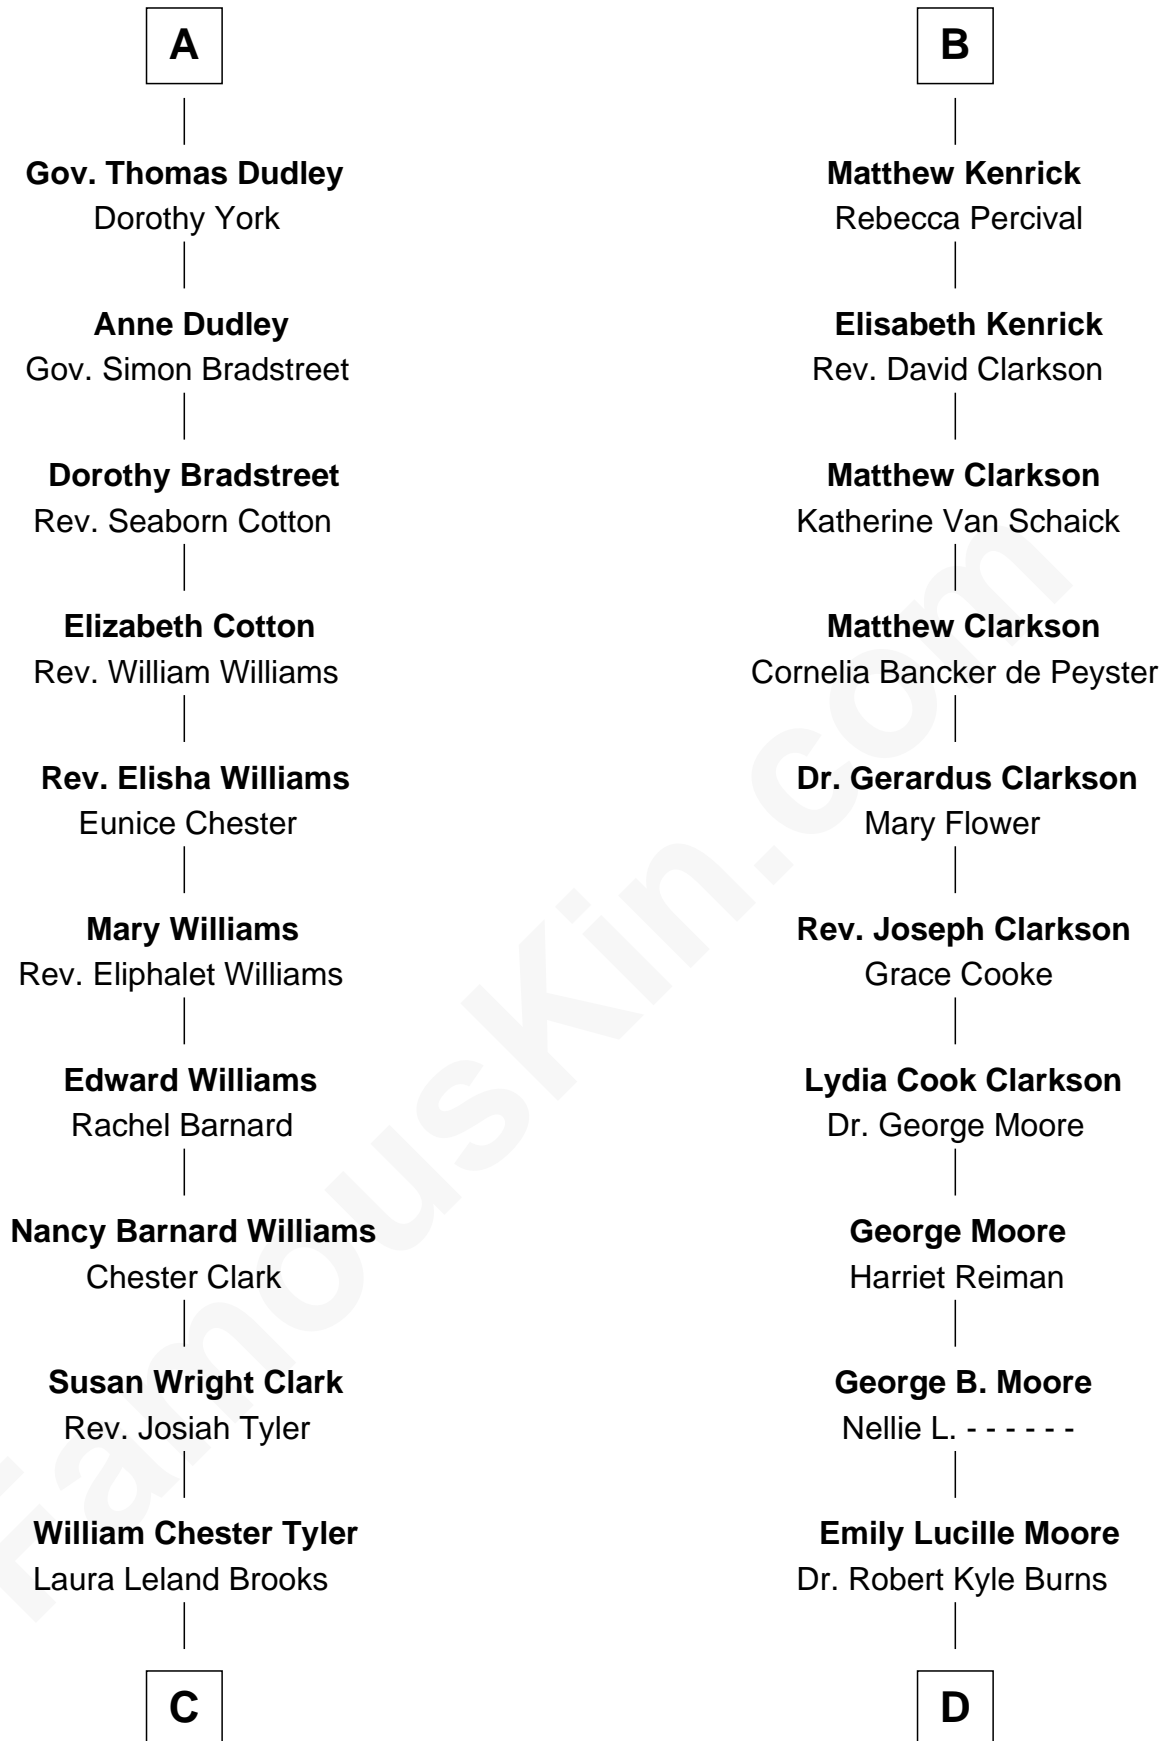 A
Gov. Thomas Dudley
Dorothy York
Anne Dudley
Gov. Simon Bradstreet
Dorothy Bradstreet
Rev. Seaborn Cotton
Elizabeth Cotton
Rev. William Williams
Rev. Elisha Williams
Eunice Chester
Mary Williams
Rev. Eliphalet Williams
Edward Williams
Rachel Barnard
Nancy Barnard Williams
Chester Clark
Susan Wright Clark
Rev. Josiah Tyler
William Chester Tyler
Laura Leland Brooks
C
B
Matthew Kenrick
Rebecca Percival
Elisabeth Kenrick
Rev. David Clarkson
Matthew Clarkson
Katherine Van Schaick
Matthew Clarkson
Cornelia Bancker de Peyster
Dr. Gerardus Clarkson
Mary Flower
Rev. Joseph Clarkson
Grace Cooke
Lydia Cook Clarkson
Dr. George Moore
George Moore
Harriet Reiman
George B. Moore
Nellie L. - - - - - -
Emily Lucille Moore
Dr. Robert Kyle Burns
D
FamousKin.com